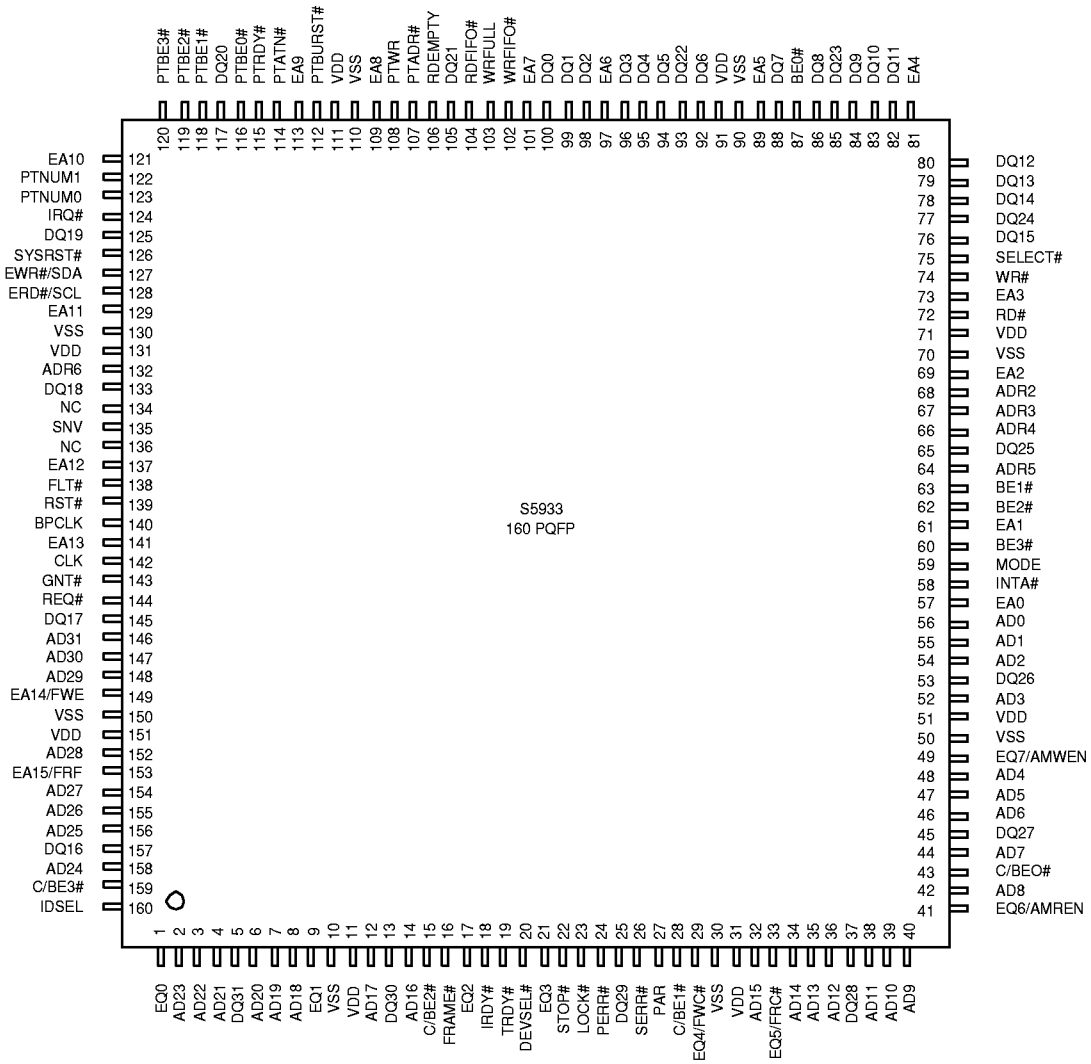 PTBE3#
PTBE2#
PTBE1#
DQ20
PTBE0#
PTRDY#
PTATN#
EA9
PTBURST#
VDD
VSS
EA8
PTWR
PTADR#
RDEMPTY
DQ21
RDFIFO#
WRFULL
WRFIFO#
EA7
DQ0
DQ1
DQ2
EA6
DQ3
DQ4
DQ5
DQ22
DQ6
VDD
VSS
EA5
DQ7
BE0#
DQ8
DQ23
DQ9
DQ10
DQ11
EA4
120
119
118
117
116
115
114
113
112
111
110
109
108
107
106
105
104
103
102
101
100
99
98
97
96
95
94
93
92
91
90
89
88
87
86
85
84
83
82
81
EA10 121
PTNUM1 122
PTNUM0 123
IRQ# 124
DQ19 125
SYSRST# 126
EWR#/SDA 127
ERD#/SCL 128
EA11 129
VSS 130
VDD 131
ADR6 132
DQ18 133
NC 134
SNV 135
NC 136
EA12 137
FLT# 138
RST# 139
BPCLK 140
EA13 141
CLK 142
GNT# 143
REQ# 144
DQ17 145
AD31 146
AD30 147
AD29 148
EA14/FWE 149
VSS 150
VDD 151
AD28 152
EA15/FRF 153
AD27 154
AD26 155
AD25 156
DQ16 157
AD24 158
C/BE3# 159
IDSEL 160
S5933
160 PQFP
80 DQ12
79 DQ13
78 DQ14
77 DQ24
76 DQ15
75 SELECT#
74 WR#
73 EA3
72 RD#
71 VDD
70 VSS
69 EA2
68 ADR2
67 ADR3
66 ADR4
65 DQ25
64 ADR5
63 BE1#
62 BE2#
61 EA1
60 BE3#
59 MODE
58 INTA#
57 EA0
56 AD0
55 AD1
54 AD2
53 DQ26
52 AD3
51 VDD
50 VSS
49 EQ7/AMWEN
48 AD4
47 AD5
46 AD6
45 DQ27
44 AD7
43 C/BEO#
42 AD8
41 EQ6/AMREN
1
2
3
4
5
6
7
8
9
10
11
12
13
14
15
16
17
18
19
20
21
22
23
24
25
26
27
28
29
30
31
32
33
34
35
36
37
38
39
40
EQ0
AD23
AD22
AD21
DQ31
AD20
AD19
AD18
EQ1
VSS
VDD
AD17
DQ30
AD16
C/BE2#
FRAME#
EQ2
IRDY#
TRDY#
DEVSEL#
EQ3
STOP#
LOCK#
PERR#
DQ29
SERR#
PAR
C/BE1#
EQ4/FWC#
VSS
VDD
AD15
EQ5/FRC#
AD14
AD13
AD12
DQ28
AD11
AD10
AD9